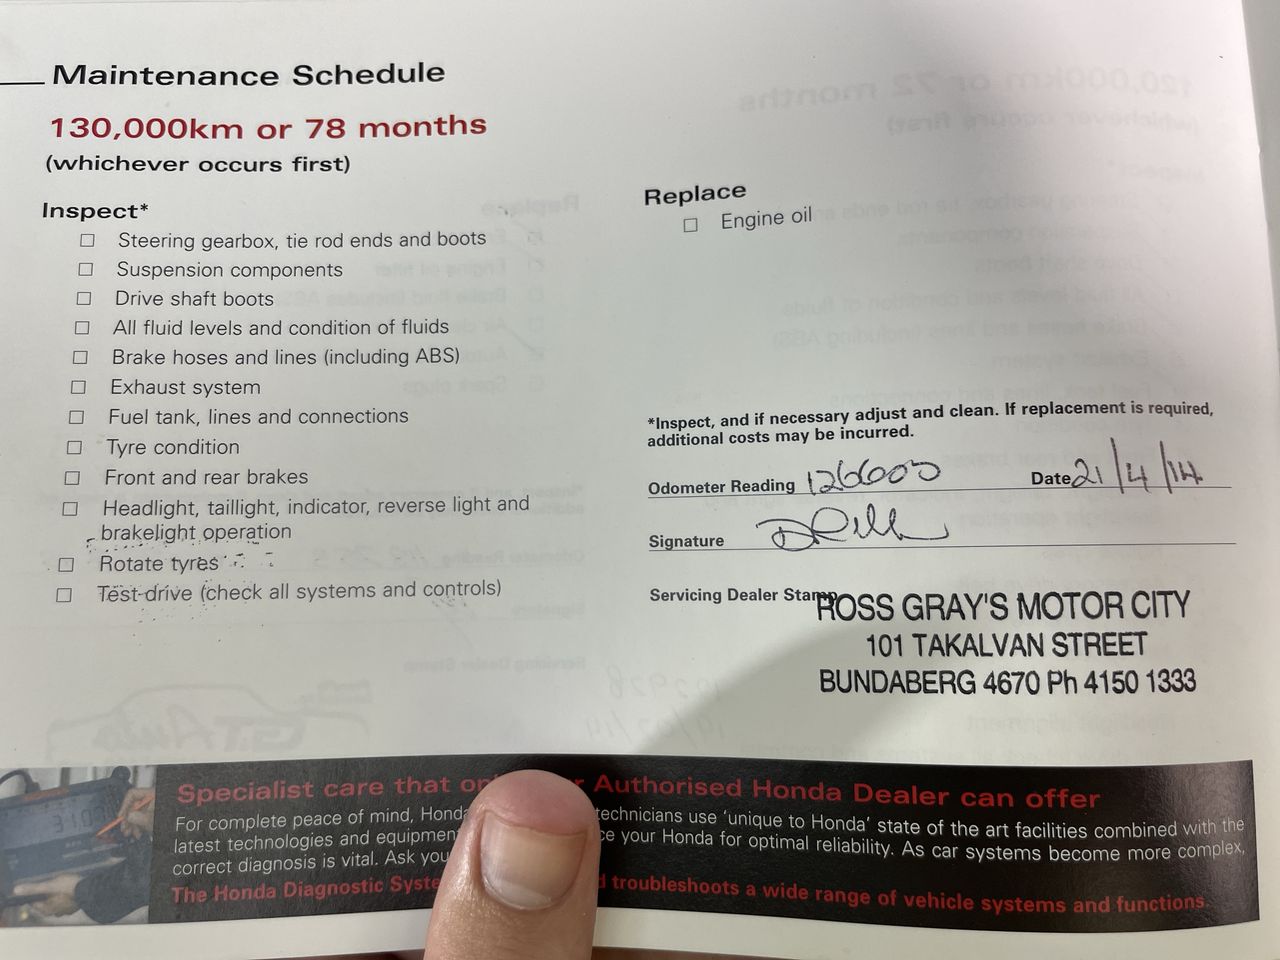 Maintenance Schedule
130,000km or 78 months
(whichever occurs first)
Inspect*
Steering gearbox, tie rod ends and boots
Suspension components
Drive shaft boots
All fluid levels and condition of fluids
Brake hoses and lines (including ABS)
Exhaust system
Fuel tank, lines and connections
Tyre condition
Front and rear brakes
Headlight, taillight, indicator, reverse light and
brakelight operation
Rotate tyres
Test drive (check all systems and controls)
Replace
Engine oil
*Inspect, and if necessary adjust and clean. If replacement is required,
additional costs may be incurred.
Odometer Reading 126600 Date 21/4/14
Signature
Servicing Dealer Stamp
ROSS GRAY'S MOTOR CITY
101 TAKALVAN STREET
BUNDABERG 4670 Ph 4150 1333
Specialist care that Authorised Honda Dealer can offer
For complete peace of mind, Honda technicians use 'unique to Honda' state of the art facilities combined with the
latest technologies and your Honda for optimal reliability. As car systems become more complex,
correct diagnosis is vital. Ask
The Honda Diagnostic troubleshoots a wide range of vehicle systems and functions.